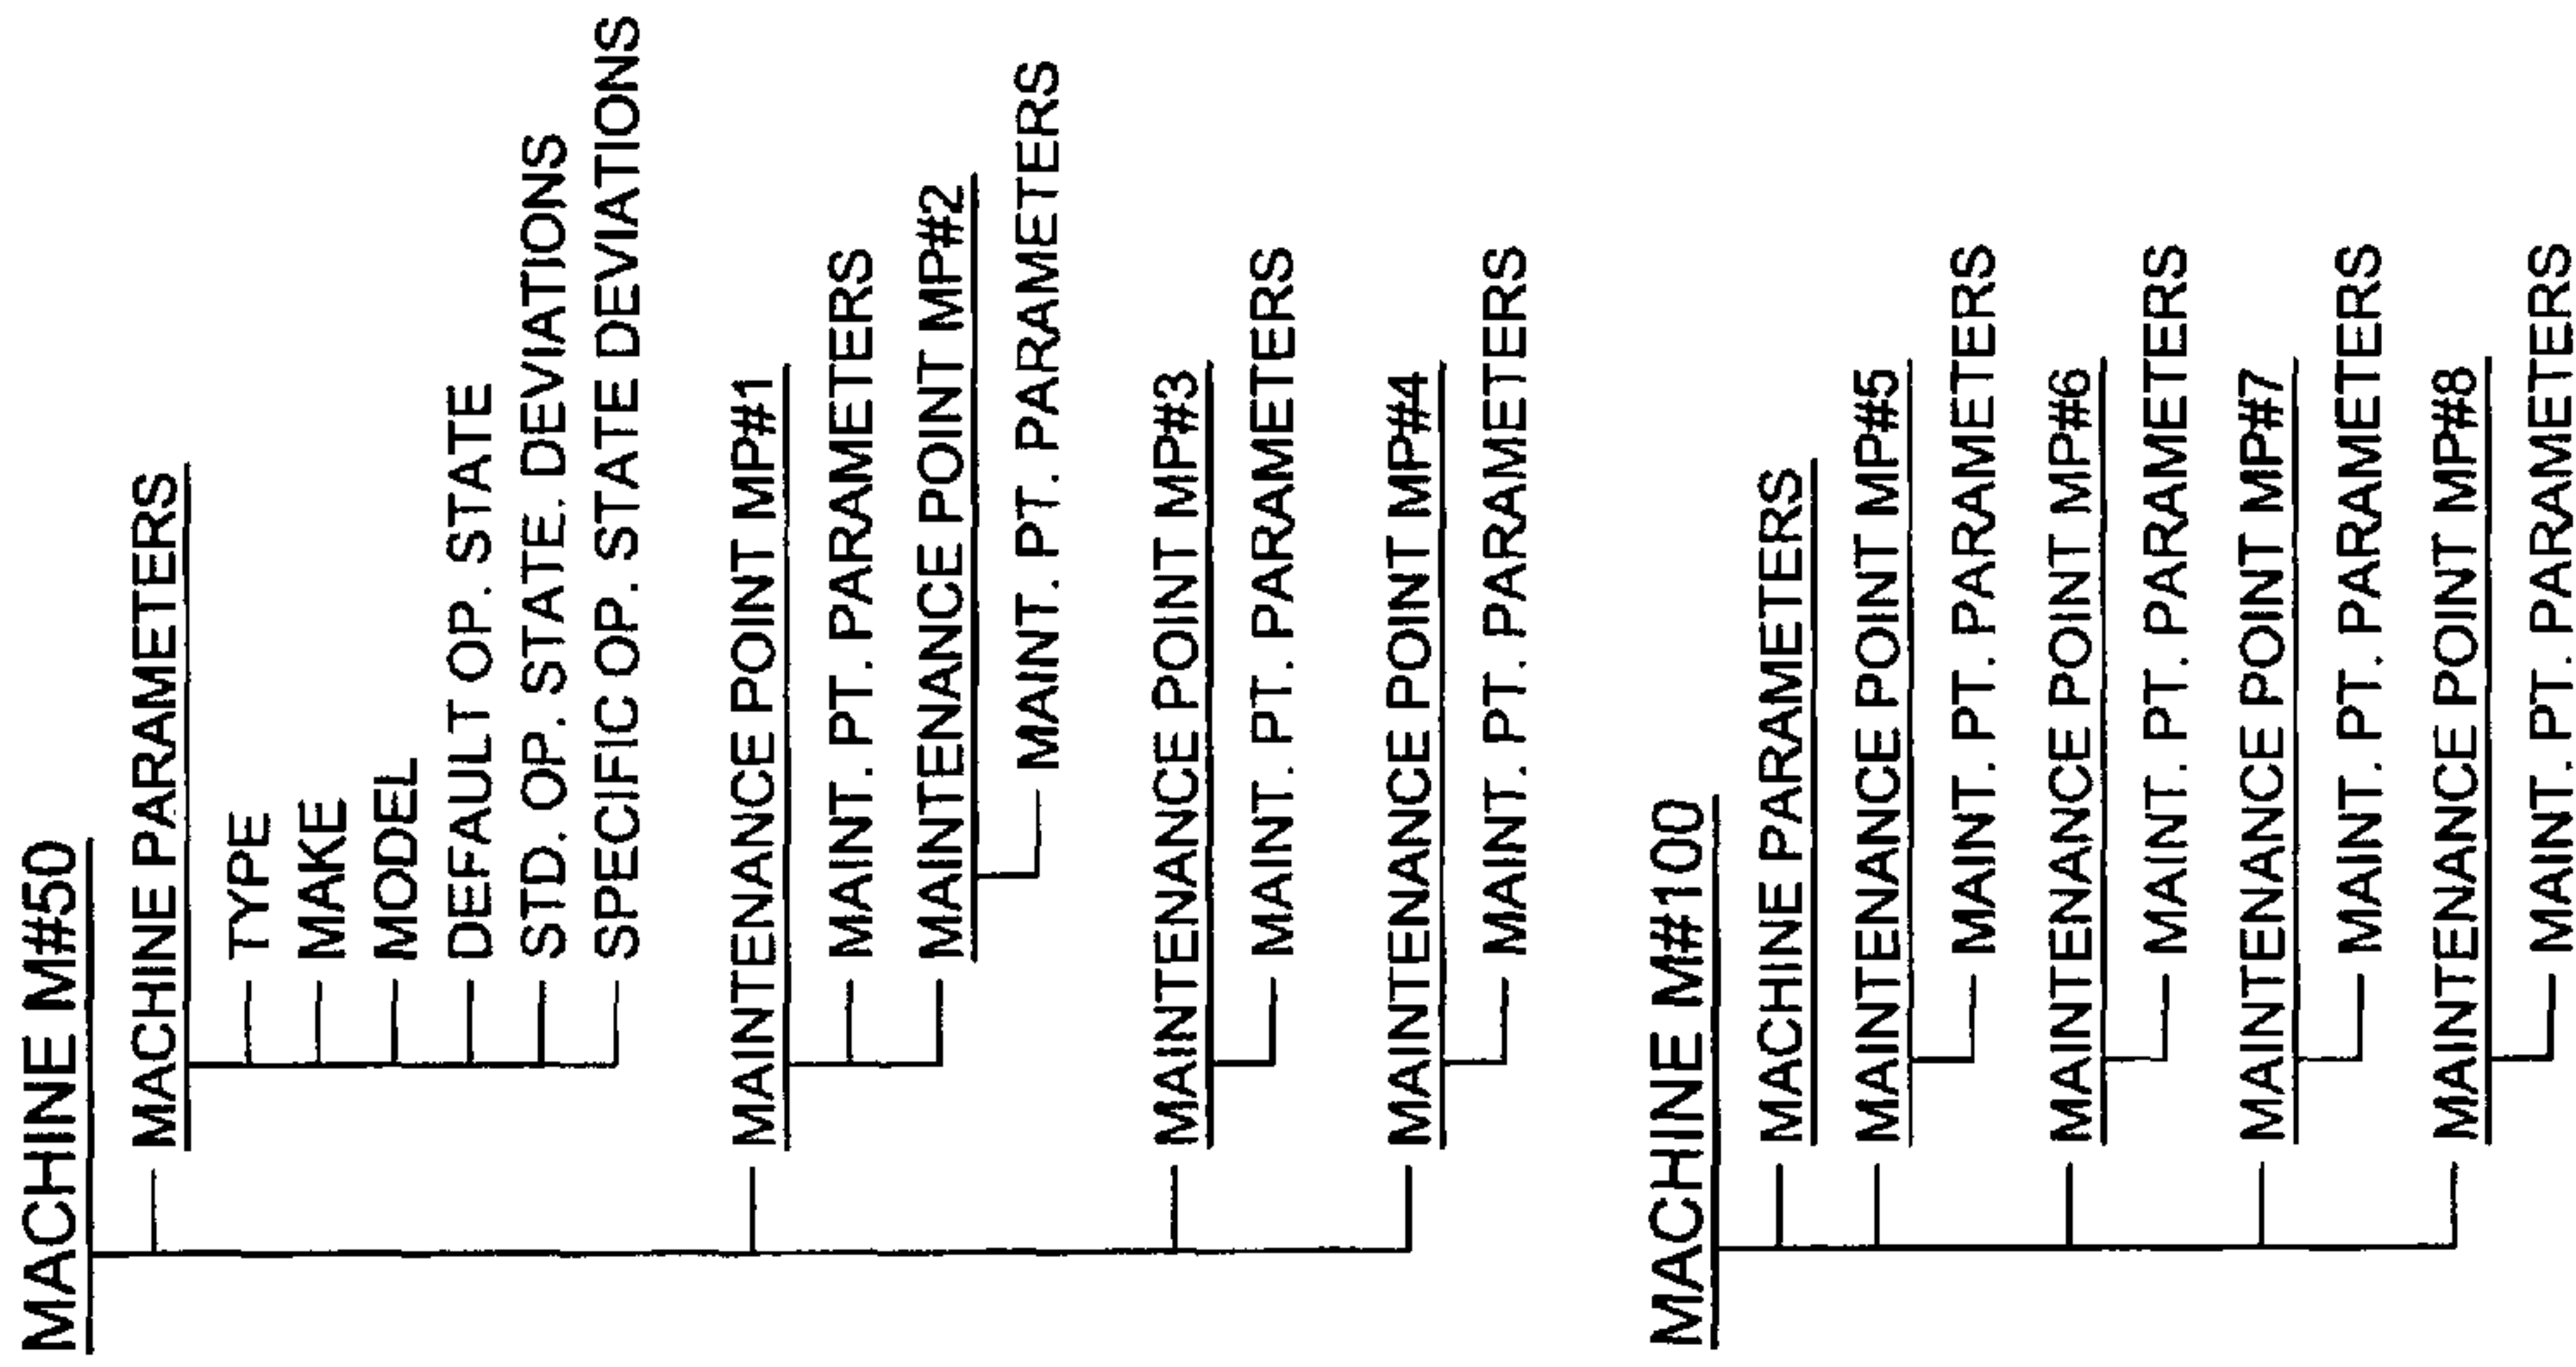 MACHINE M#50
MACHINE PARAMETERS
TYPE
MAKE
MODEL
DEFAULT OP. STATE
STD. OP. STATE. DEVIATIONS
SPECIFIC OP. STATE DEVIATIONS
MAINTENANCE POINT MP#1
MAINT. PT. PARAMETERS
MAINTENANCE POINT MP#2
MAINT. PT. PARAMETERS
MAINTENANCE POINT MP#3
MAINT. PT. PARAMETERS
MAINTENANCE POINT MP#4
MAINT. PT. PARAMETERS
MACHINE M#100
MACHINE PARAMETERS
MAINTENANCE POINT MP#5
MAINT. PT. PARAMETERS
MAINTENANCE POINT MP#6
MAINT. PT. PARAMETERS
MAINTENANCE POINT MP#7
MAINT. PT. PARAMETERS
MAINTENANCE POINT MP#8
MAINT. PT. PARAMETERS